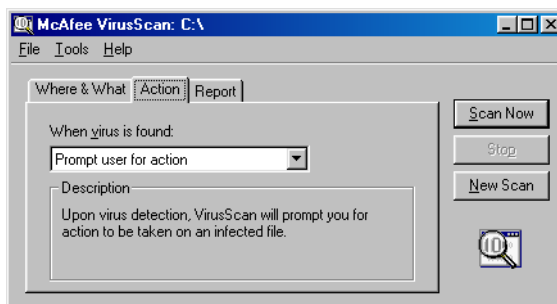 McAfee VirusScan: C:\
File Tools Help
Where & What Action Report
When virus is found:
Prompt user for action
Description
Upon virus detection, VirusScan will prompt you for
action to be taken on an infected file.
Scan Now
Stop
New Scan